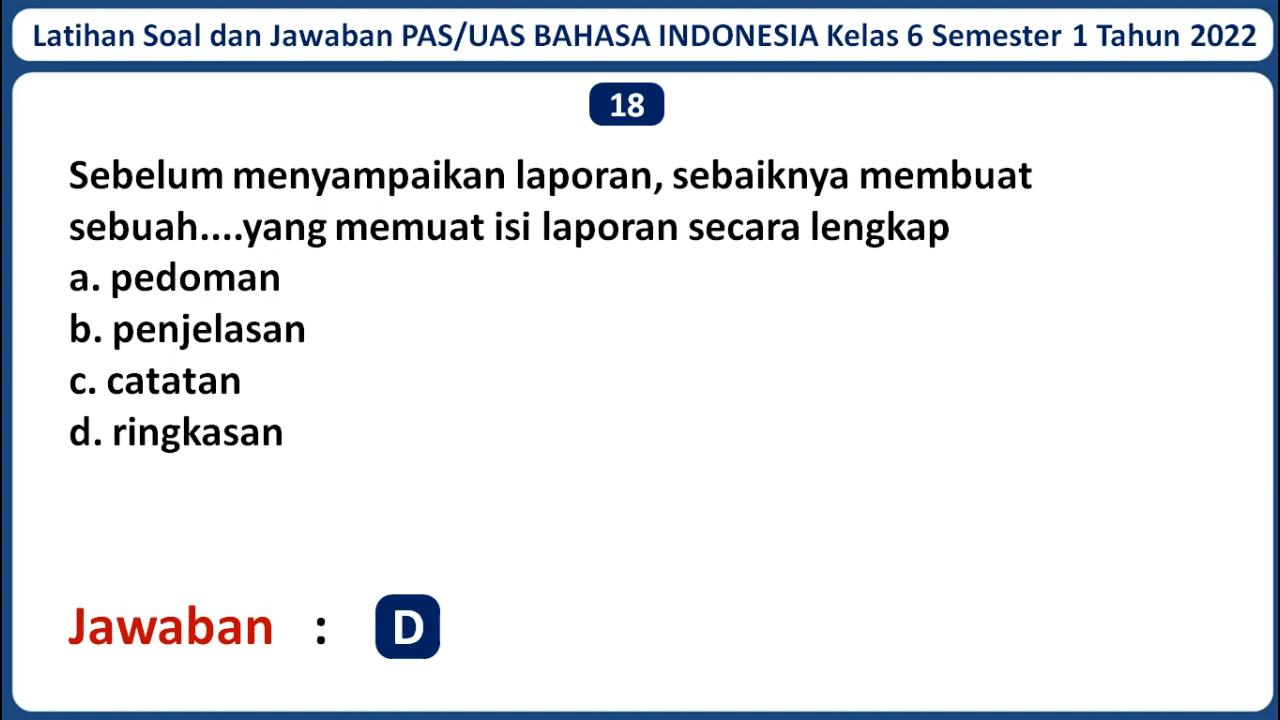 Latihan Soal dan Jawaban PAS/UAS BAHASA INDONESIA Kelas 6 Semester 1 Tahun 2022
18
Sebelum menyampaikan laporan, sebaiknya membuat
sebuah....yang memuat isi laporan secara lengkap
a. pedoman
b. penjelasan
c. catatan
d. ringkasan
Jawaban : D